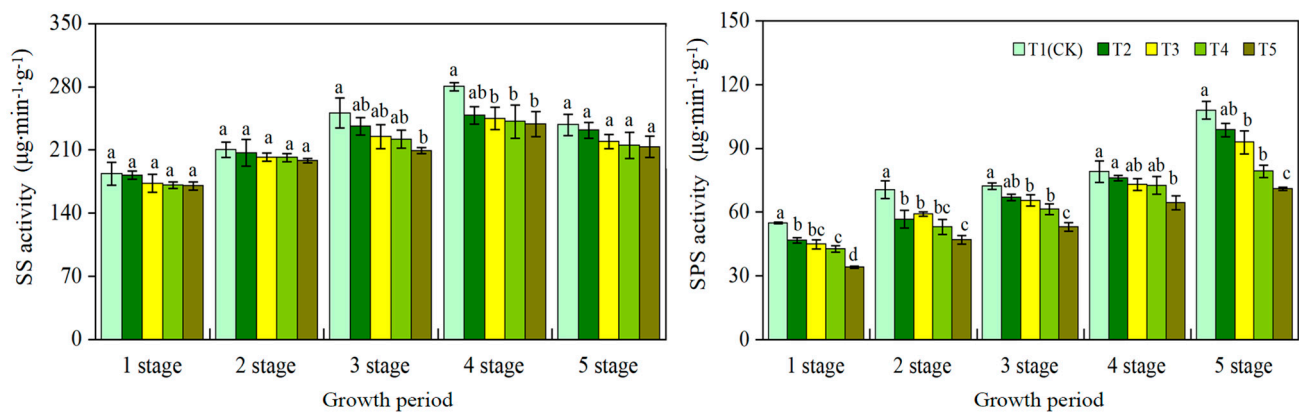 350
280
210
140
70
0
SS activity (μg·min⁻¹·g⁻¹)
a a a a a
a a a a a
a ab ab ab b
a ab b b b
a a a a a
1 stage 2 stage 3 stage 4 stage 5 stage
Growth period
150
120
90
60
30
0
SPS activity (μg·min⁻¹·g⁻¹)
T1(CK) T2 T3 T4 T5
a b bc c d
a b b bc c
a ab b b c
a a ab ab b
a ab b b c
1 stage 2 stage 3 stage 4 stage 5 stage
Growth period